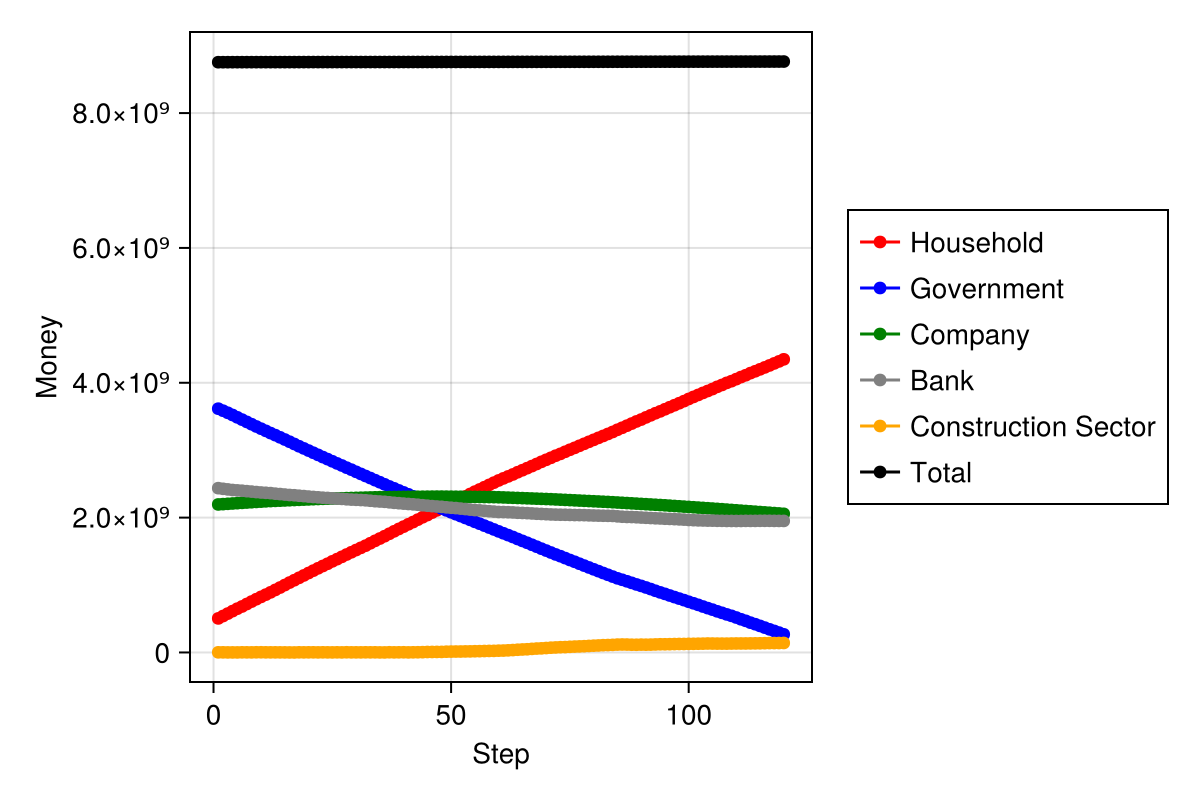 8.0×10⁹
6.0×10⁹
4.0×10⁹
2.0×10⁹
0
Money
0
50
100
Step
Household
Government
Company
Bank
Construction Sector
Total